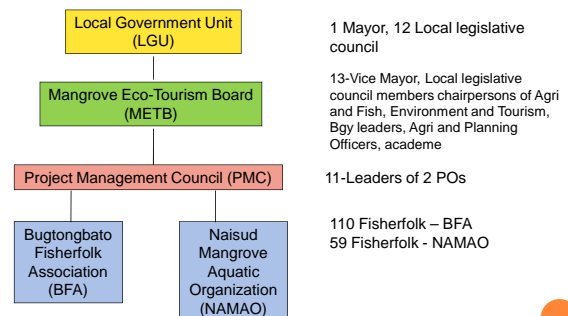 Local Government Unit
(LGU)
1 Mayor, 12 Local legislative
council
Mangrove Eco-Tourism Board
(METB)
13-Vice Mayor, Local legislative
council members chairpersons of Agri
and Fish, Environment and Tourism,
Bgy leaders, Agri and Planning
Officers, academe
Project Management Council (PMC)
11-Leaders of 2 POs
Bugtongbato
Fisherfolk
Association
(BFA)
Naisud
Mangrove
Aquatic
Organization
(NAMAO)
110 Fisherfolk – BFA
59 Fisherfolk - NAMAO